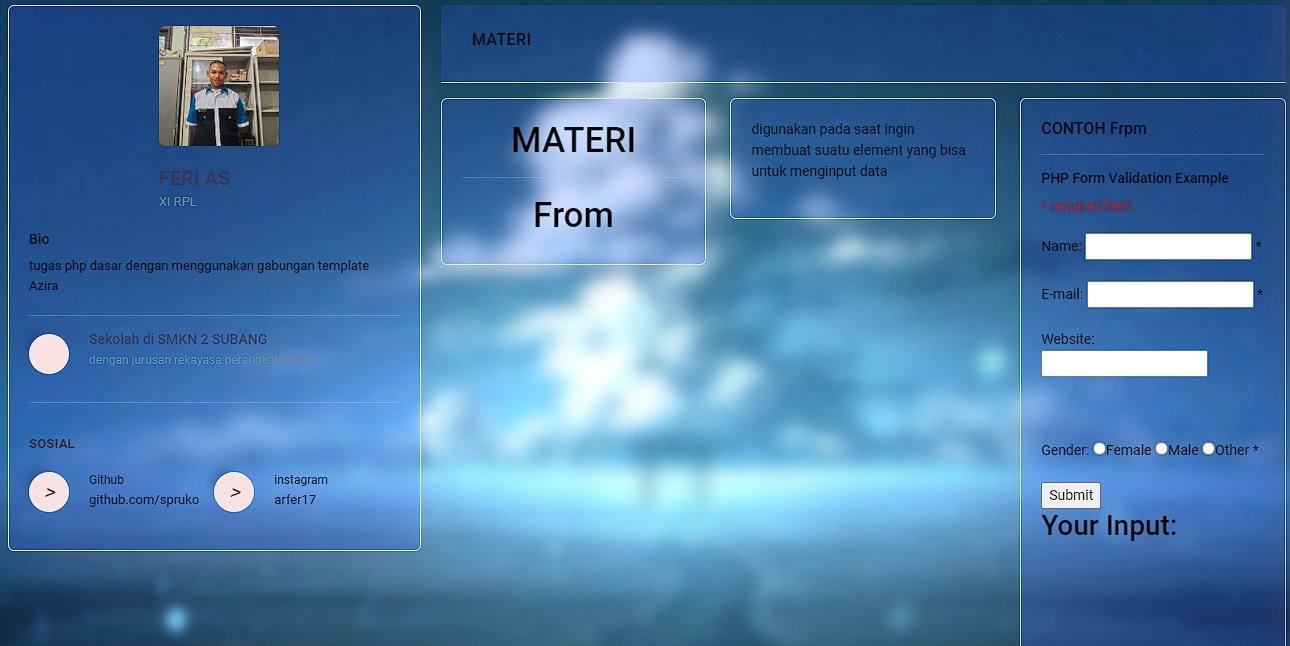 FERI AS
XI RPL
Bio
tugas php dasar dengan menggunakan gabungan template
Azira
Sekolah di SMKN 2 SUBANG
dengan jurusan rekayasa perangkat lunak
SOSIAL
>
Github
github.com/spruko
>
instagram
arfer17
MATERI
MATERI
From
digunakan pada saat ingin
membuat suatu element yang bisa
untuk menginput data
CONTOH Frpm
PHP Form Validation Example
* required field
Name: *
E-mail: *
Website:
Gender: Female Male Other *
Submit
Your Input: